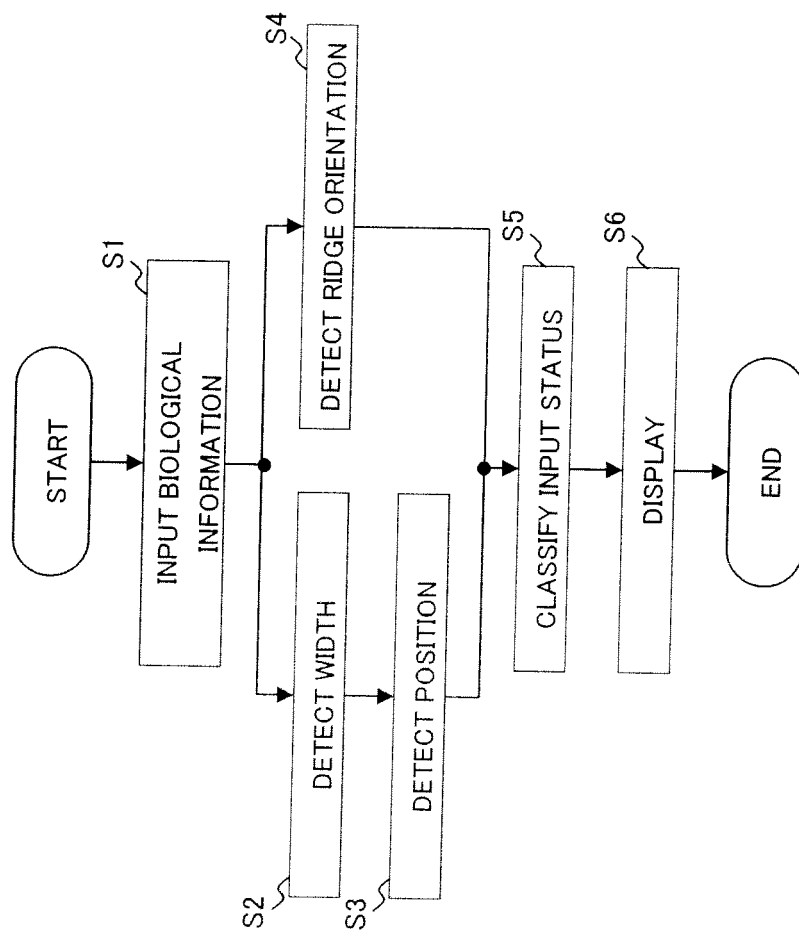 START
S1
INPUT BIOLOGICAL
INFORMATION
S2
DETECT WIDTH
S3
DETECT POSITION
S4
DETECT RIDGE ORIENTATION
S5
CLASSIFY INPUT STATUS
S6
DISPLAY
END